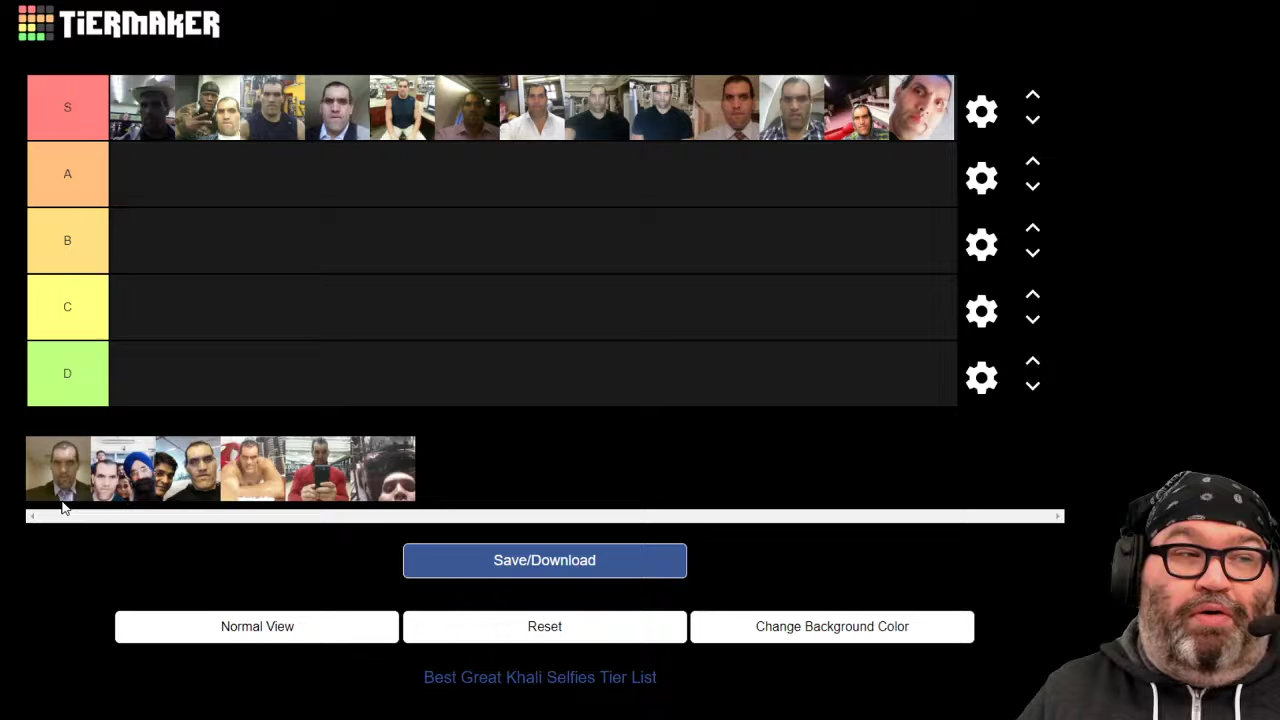 TiERMAKER
S
A
B
C
D
Save/Download
Normal View
Reset
Change Background Color
Best Great Khali Selfies Tier List